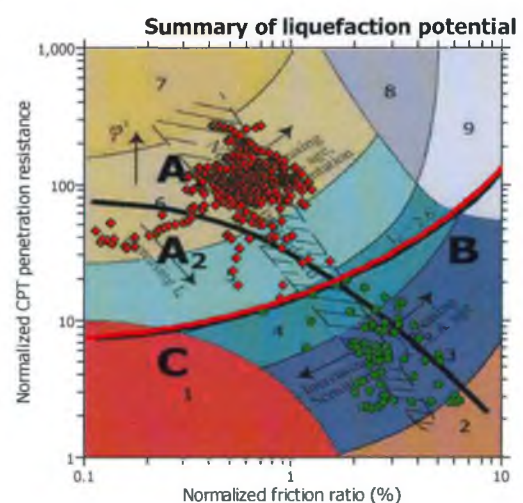 Summary of liquefaction potential
Normalized CPT penetration resistance
1,000
100
10
1
7
8
9
A
6
A2
B
4
C
1
3
2
0.1
1
10
Normalized friction ratio (%)